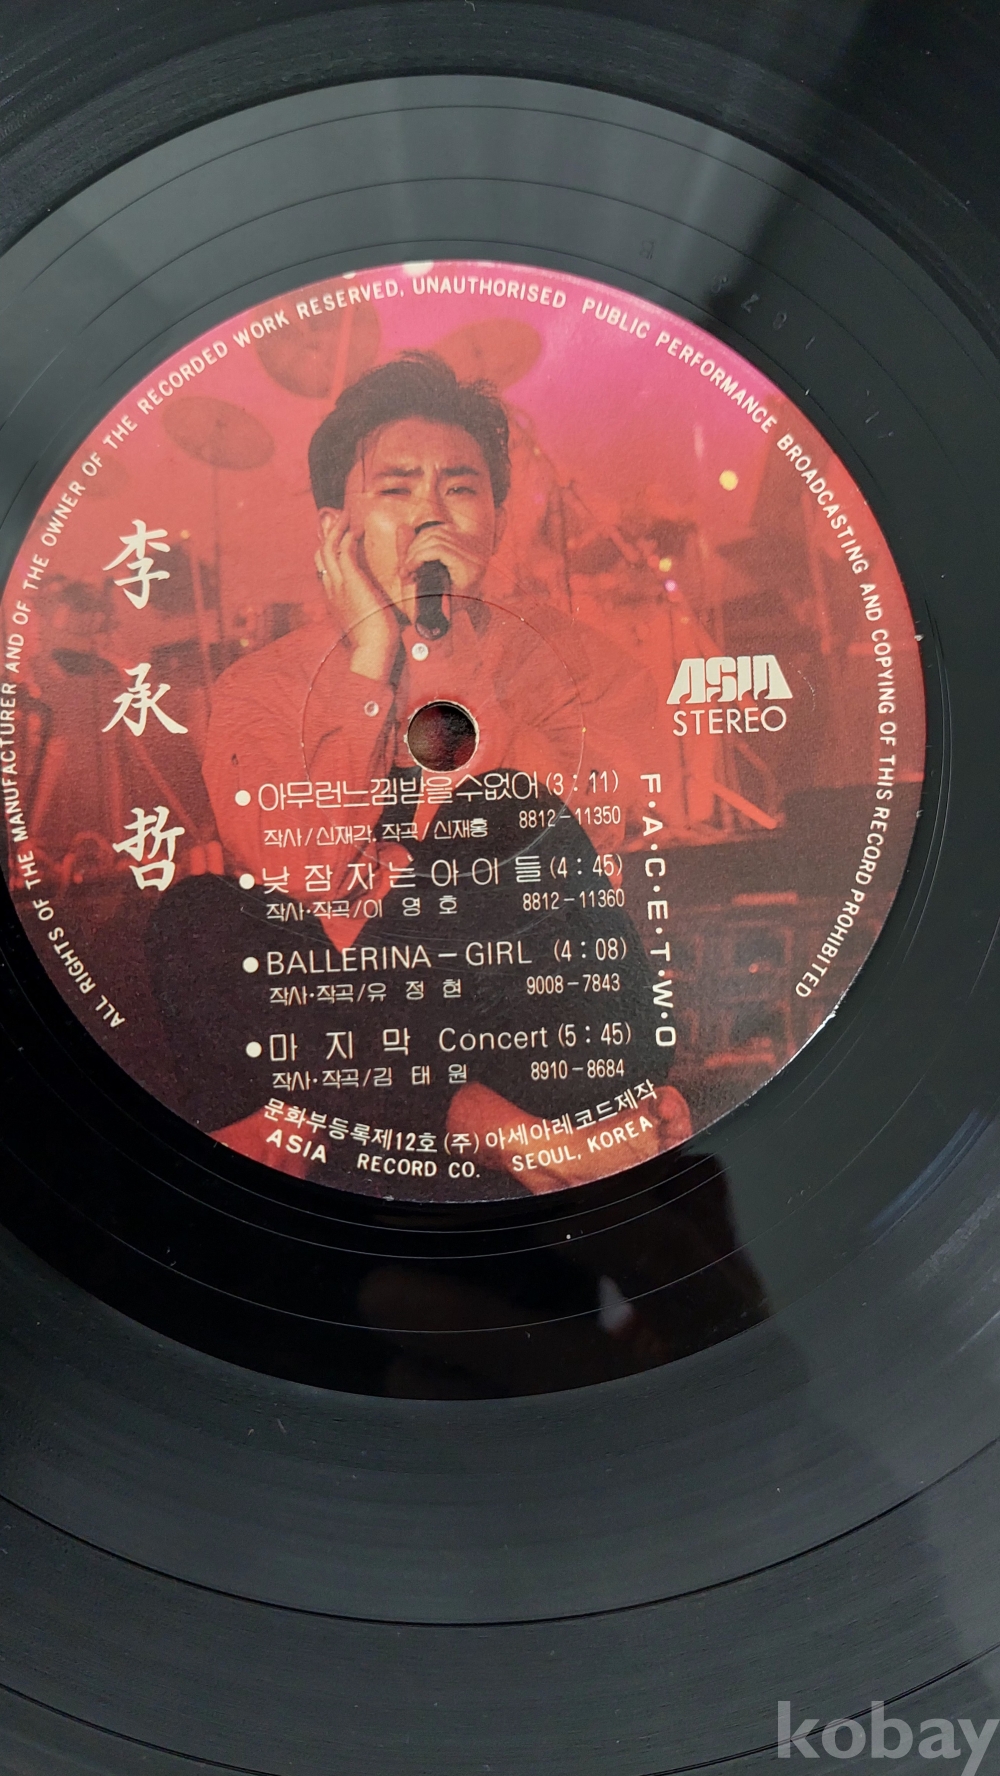 ALL RIGHTS OF THE MANUFACTURER AND OF THE OWNER OF THE RECORDED WORK RESERVED, UNAUTHORISED PUBLIC PERFORMANCE BROADCASTING AND COPYING OF THIS RECORD PROHIBITED
李承哲
ASIA
STEREO
F·A·C·E·T·W·O
●아무런느낌받을수없어(3:11)
작사/신재각.작곡/신재홍 8812-11350
●낮잠자는아이들(4:45)
작사·작곡/이영호 8812-11360
●BALLERINA-GIRL (4:08)
작사·작곡/유정현 9008-7843
●마지막 Concert(5:45)
작사·작곡/김태원 8910-8684
문화부등록제12호(주)아세아레코드제작
ASIA RECORD CO. SEOUL, KOREA
kobay